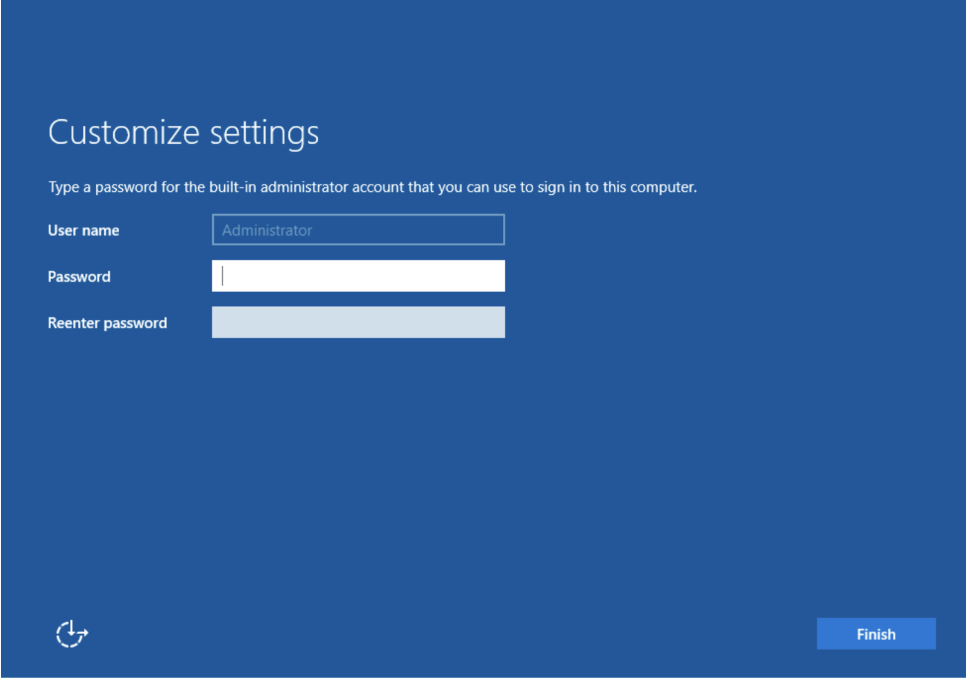 Customize settings
Type a password for the built-in administrator account that you can use to sign in to this computer.
User name Administrator
Password
Reenter password
Finish